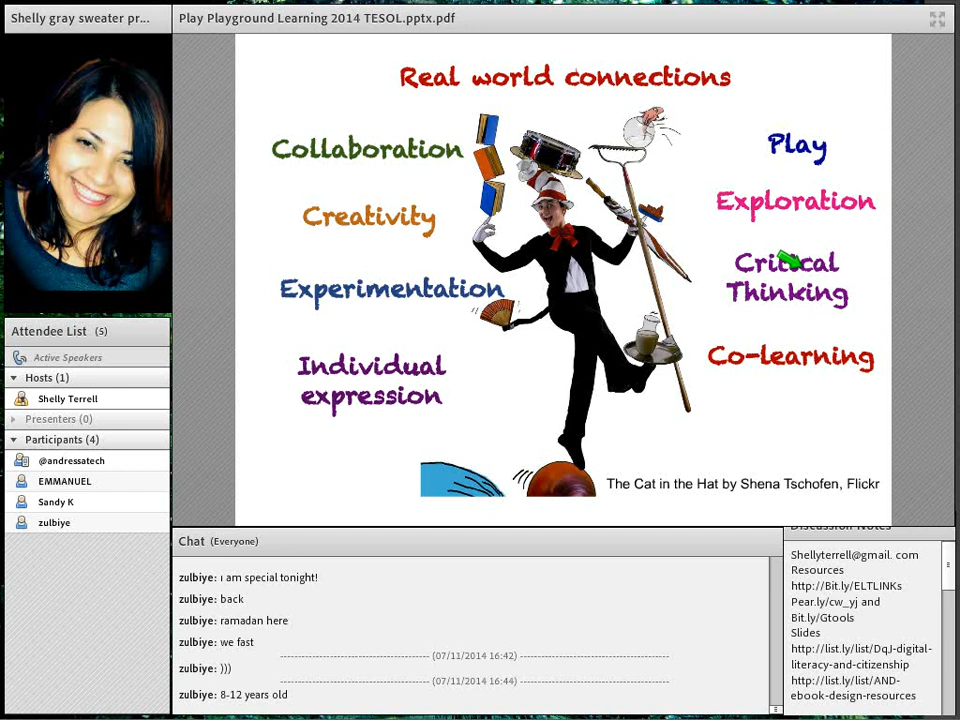 Shelly gray sweater pr...
Play Playground Learning 2014 TESOL.pptx.pdf
Real world connections
Collaboration
Creativity
Experimentation
Individual
expression
Play
Exploration
Critical
Thinking
Co-learning
The Cat in the Hat by Shena Tschofen, Flickr
Attendee List (5)
Active Speakers
Hosts (1)
Shelly Terrell
Presenters (0)
Participants (4)
@andressatech
EMMANUEL
Sandy K
zulbiye
Chat (Everyone)
zulbiye: ı am special tonight!
zulbiye: back
zulbiye: ramadan here
zulbiye: we fast
(07/11/2014 16:42)
zulbiye: )))
(07/11/2014 16:44)
zulbiye: 8-12 years old
Discussion Notes
Shellyterrell@gmail. com
Resources
http://Bit.ly/ELTLINKs
Pear.ly/cw_yj and
Bit.ly/Gtools
Slides
http://list.ly/list/DqJ-digital-
literacy-and-citizenship
http://list.ly/list/AND-
ebook-design-resources